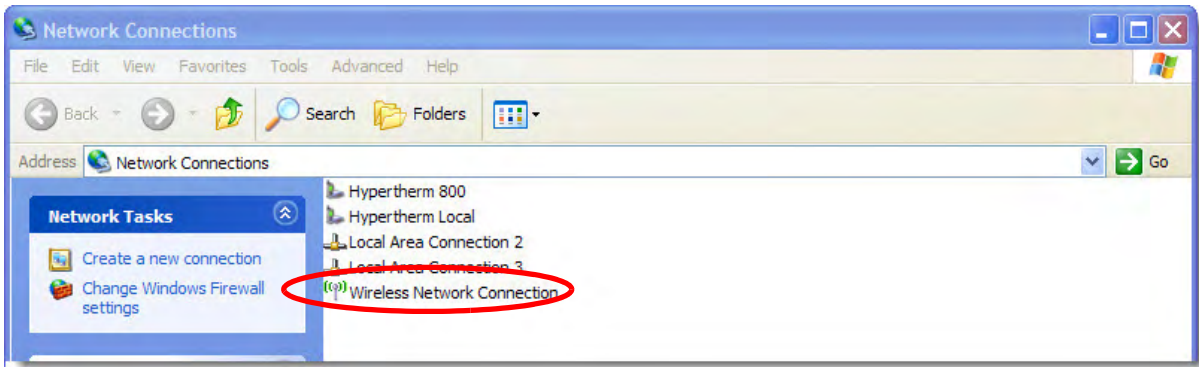 Network Connections
File Edit View Favorites Tools Advanced Help
Back Search Folders
Address Network Connections Go
Network Tasks
Create a new connection
Change Windows Firewall
settings
Hypertherm 800
Hypertherm Local
Local Area Connection 2
Local Area Connection 3
Wireless Network Connection